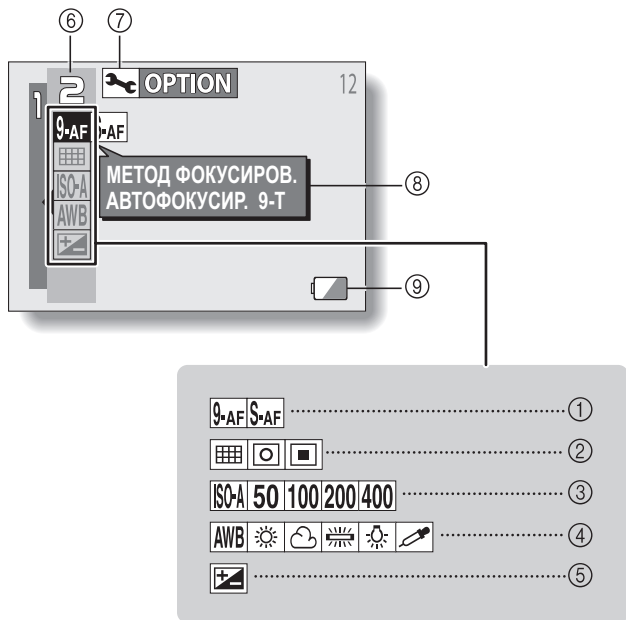 ⑥ ⑦
1 2 OPTION 12
9-AF S-AF
ISO-A
AWB
МЕТОД ФОКУСИРОВ.
АВТОФОКУСИР. 9-Т
⑧
⑨
9-AF S-AF ①
②
ISO-A 50 100 200 400 ③
AWB ④
⑤